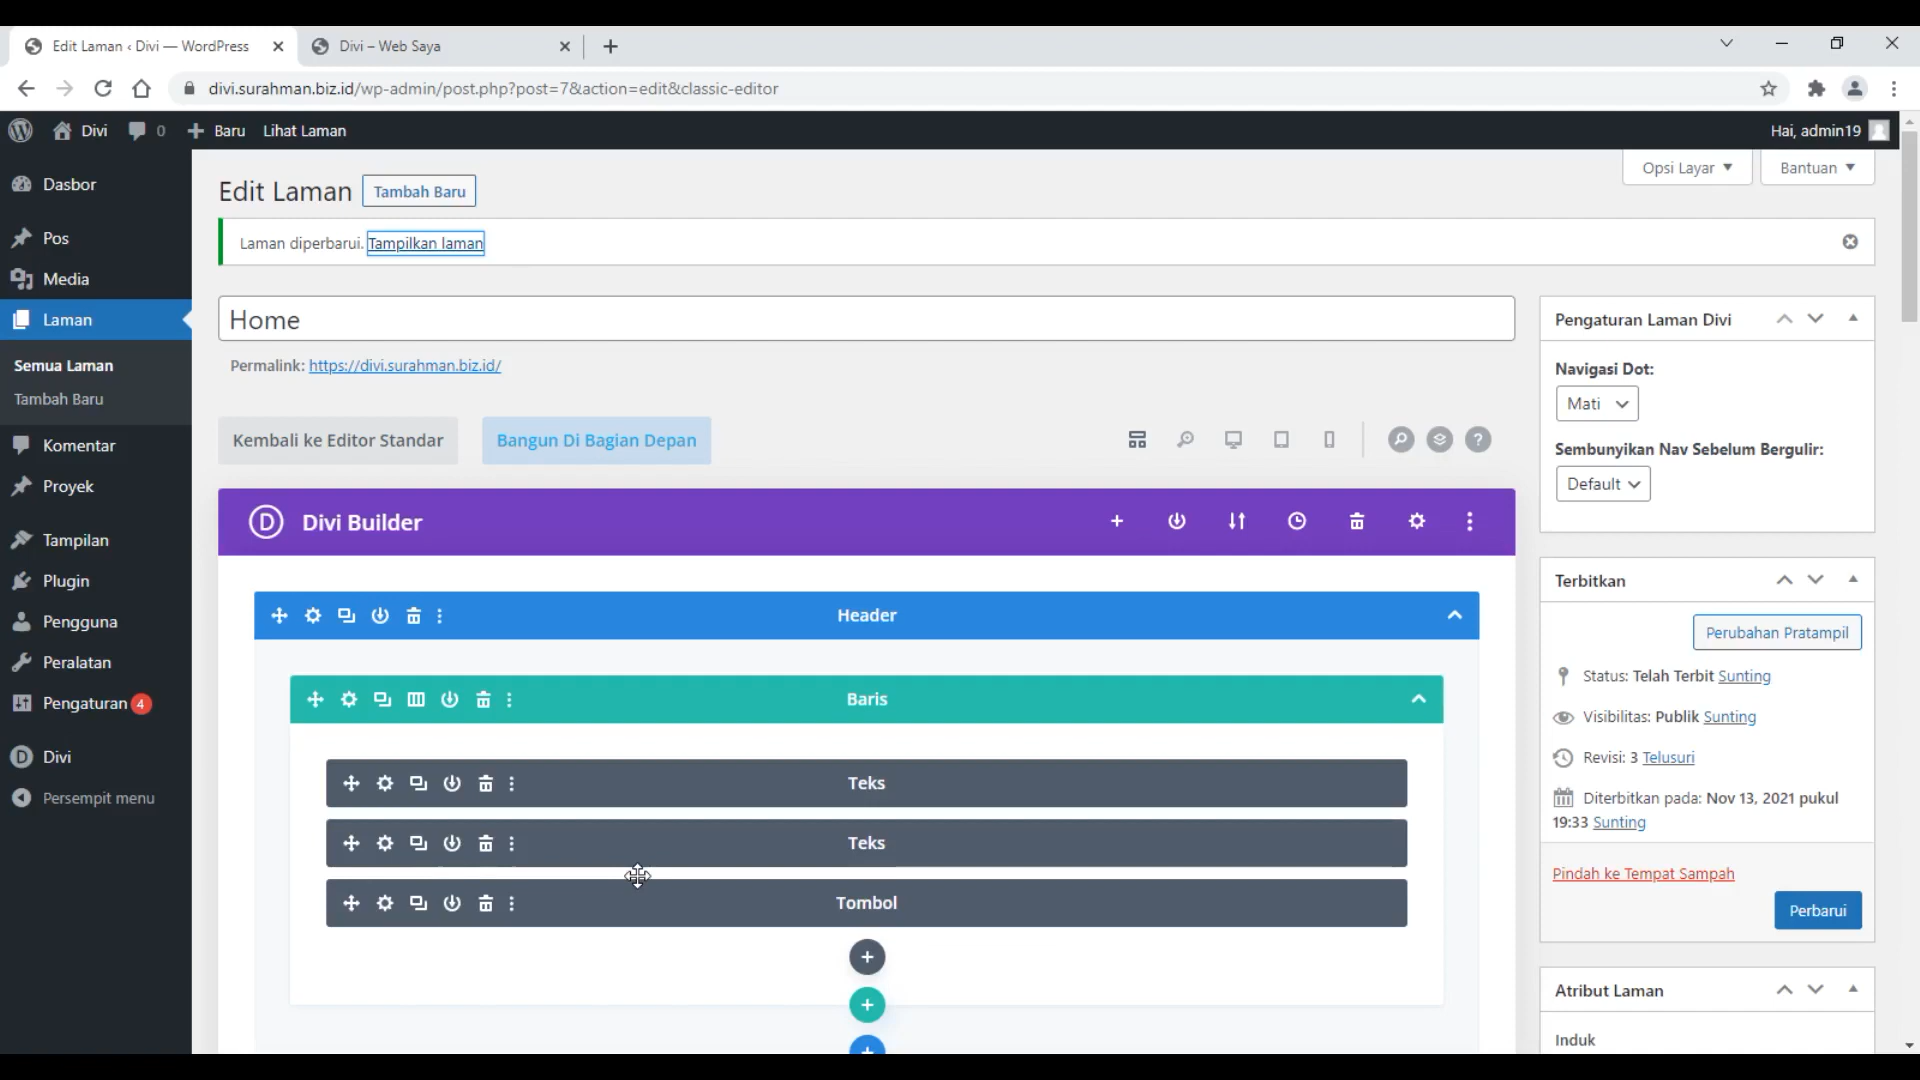 Edit Laman ‹ Divi — WordPress
Divi – Web Saya
divi.surahman.biz.id/wp-admin/post.php?post=7&action=edit&classic-editor
Divi
0
Baru
Lihat Laman
Hai, admin19
Dasbor
Pos
Media
Laman
Semua Laman
Tambah Baru
Komentar
Proyek
Tampilan
Plugin
Pengguna
Peralatan
Pengaturan 4
Divi
Persempit menu
Opsi Layar
Bantuan
Edit Laman
Tambah Baru
Laman diperbarui. Tampilkan laman
Home
Permalink: https://divi.surahman.biz.id/
Kembali ke Editor Standar
Bangun Di Bagian Depan
D Divi Builder
Header
Baris
Teks
Teks
Tombol
Pengaturan Laman Divi
Navigasi Dot:
Mati
Sembunyikan Nav Sebelum Bergulir:
Default
Terbitkan
Perubahan Pratampil
Status: Telah Terbit Sunting
Visibilitas: Publik Sunting
Revisi: 3 Telusuri
Diterbitkan pada: Nov 13, 2021 pukul
19:33 Sunting
Pindah ke Tempat Sampah
Perbarui
Atribut Laman
Induk